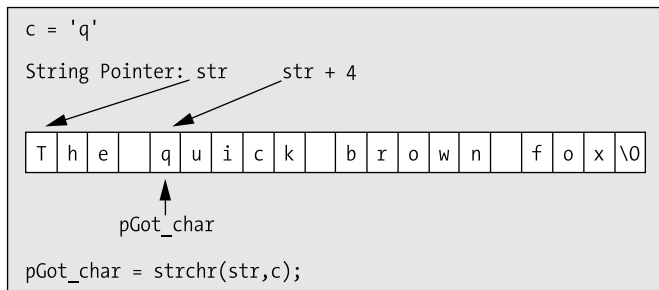 c = 'q'
String Pointer: str str + 4
T h e q u i c k b r o w n f o x \0
pGot_char
pGot_char = strchr(str,c);